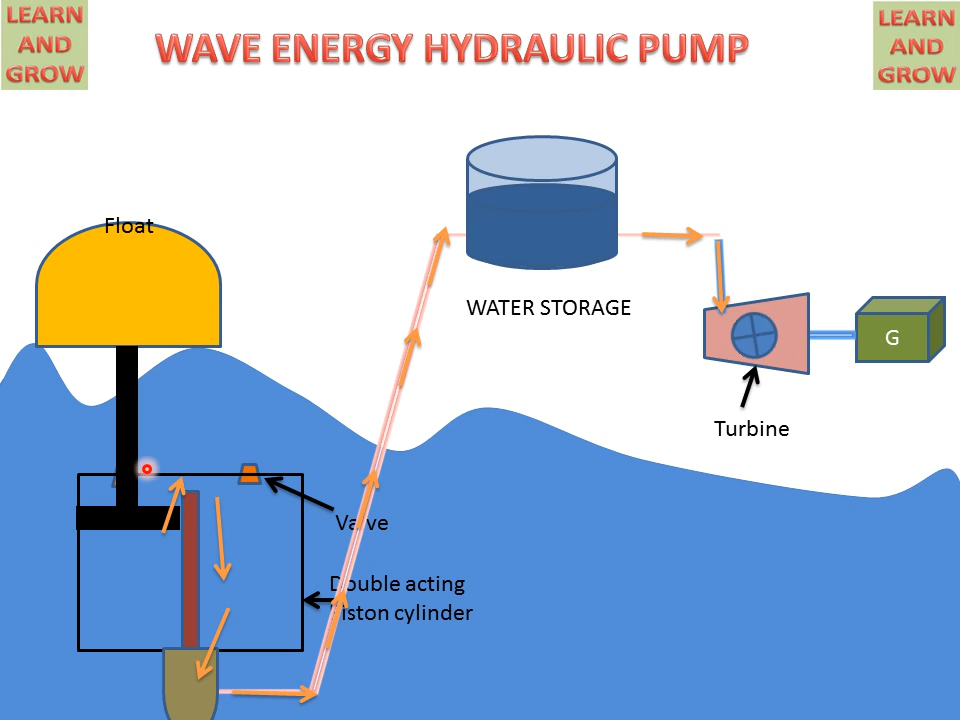 LEARN
AND
GROW
WAVE ENERGY HYDRAULIC PUMP
LEARN
AND
GROW
Float
WATER STORAGE
G
Turbine
Valve
Double acting
Piston cylinder